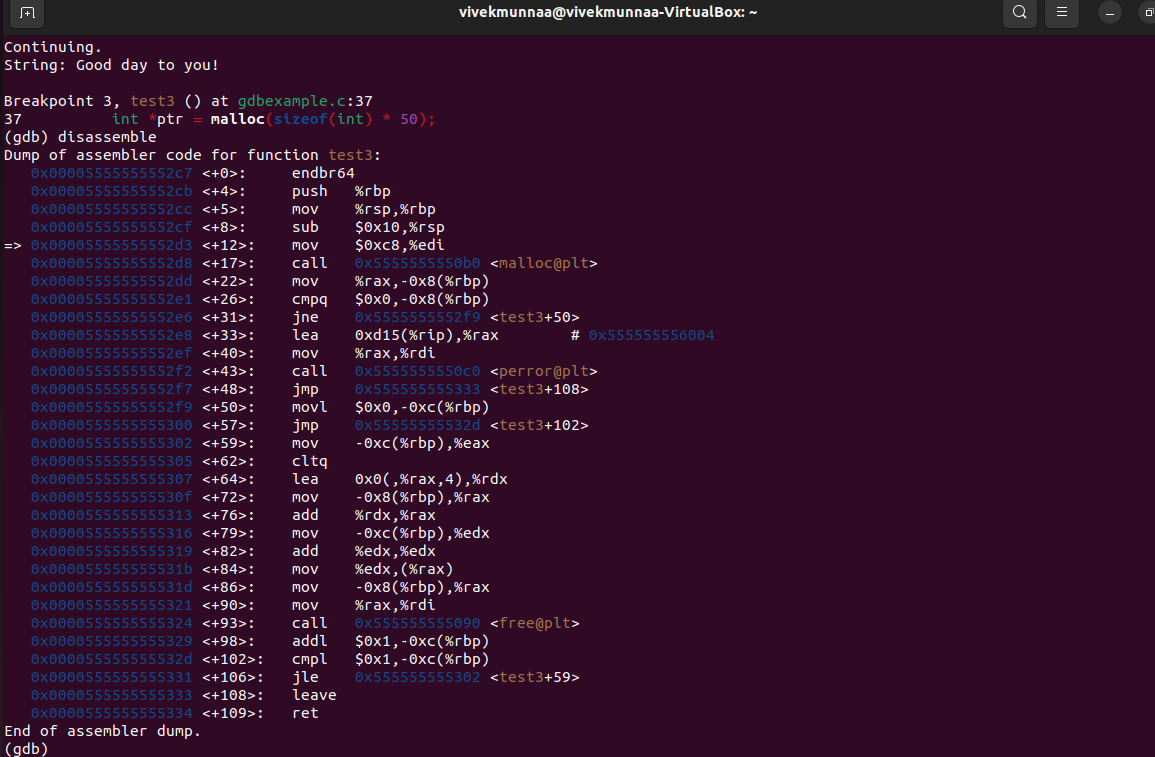 vivekmunnaa@vivekmunnaa-VirtualBox: ~
Continuing.
String: Good day to you!
Breakpoint 3, test3 () at gdbexample.c:37
37          int *ptr = malloc(sizeof(int) * 50);
(gdb) disassemble
Dump of assembler code for function test3:
   0x00005555555552c7 <+0>:     endbr64
   0x00005555555552cb <+4>:     push   %rbp
   0x00005555555552cc <+5>:     mov    %rsp,%rbp
   0x00005555555552cf <+8>:     sub    $0x10,%rsp
=> 0x00005555555552d3 <+12>:    mov    $0xc8,%edi
   0x00005555555552d8 <+17>:    call   0x5555555550b0 <malloc@plt>
   0x00005555555552dd <+22>:    mov    %rax,-0x8(%rbp)
   0x00005555555552e1 <+26>:    cmpq   $0x0,-0x8(%rbp)
   0x00005555555552e6 <+31>:    jne    0x5555555552f9 <test3+50>
   0x00005555555552e8 <+33>:    lea    0xd15(%rip),%rax        # 0x555555556004
   0x00005555555552ef <+40>:    mov    %rax,%rdi
   0x00005555555552f2 <+43>:    call   0x5555555550c0 <perror@plt>
   0x00005555555552f7 <+48>:    jmp    0x555555555333 <test3+108>
   0x00005555555552f9 <+50>:    movl   $0x0,-0xc(%rbp)
   0x0000555555555300 <+57>:    jmp    0x55555555532d <test3+102>
   0x0000555555555302 <+59>:    mov    -0xc(%rbp),%eax
   0x0000555555555305 <+62>:    cltq
   0x0000555555555307 <+64>:    lea    0x0(,%rax,4),%rdx
   0x000055555555530f <+72>:    mov    -0x8(%rbp),%rax
   0x0000555555555313 <+76>:    add    %rdx,%rax
   0x0000555555555316 <+79>:    mov    -0xc(%rbp),%edx
   0x0000555555555319 <+82>:    add    %edx,%edx
   0x000055555555531b <+84>:    mov    %edx,(%rax)
   0x000055555555531d <+86>:    mov    -0x8(%rbp),%rax
   0x0000555555555321 <+90>:    mov    %rax,%rdi
   0x0000555555555324 <+93>:    call   0x555555555090 <free@plt>
   0x0000555555555329 <+98>:    addl   $0x1,-0xc(%rbp)
   0x000055555555532d <+102>:   cmpl   $0x1,-0xc(%rbp)
   0x0000555555555331 <+106>:   jle    0x555555555302 <test3+59>
   0x0000555555555333 <+108>:   leave
   0x0000555555555334 <+109>:   ret
End of assembler dump.
(gdb)